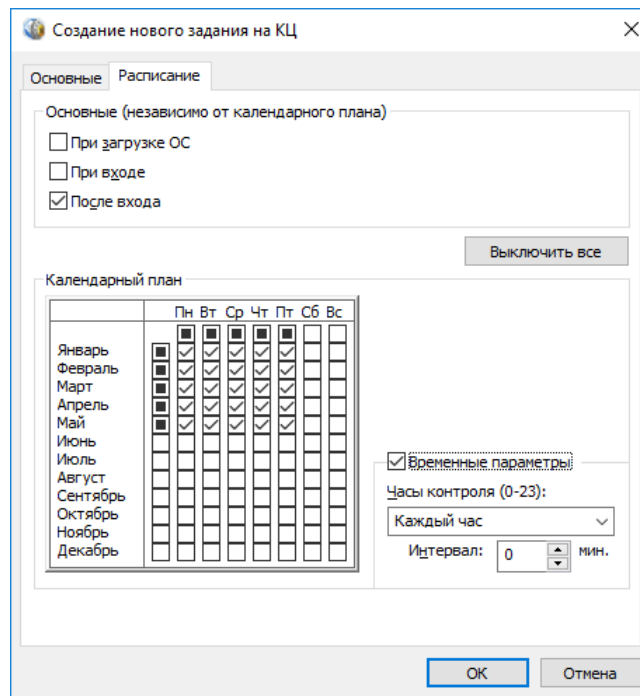 Создание нового задания на КЦ
Основные Расписание
Основные (независимо от календарного плана)
При загрузке ОС
При входе
После входа
Выключить все
Календарный план
Пн Вт Ср Чт Пт Сб Вс
Январь
Февраль
Март
Апрель
Май
Июнь
Июль
Август
Сентябрь
Октябрь
Ноябрь
Декабрь
Временные параметры
Часы контроля (0-23):
Каждый час
Интервал: 0 мин.
ОК Отмена